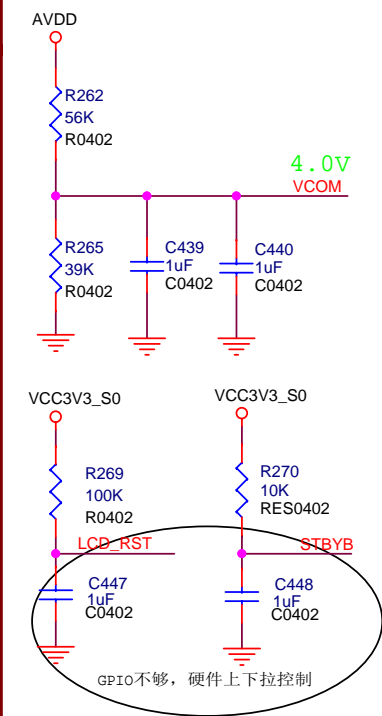 AVDD
R262
56K
R0402
4.0V
VCOM
R265
39K
R0402
C439
1uF
C0402
C440
1uF
C0402
VCC3V3_S0
VCC3V3_S0
R269
100K
R0402
R270
10K
RES0402
LCD_RST
STBYB
C447
1uF
C0402
C448
1uF
C0402
GPIO不够，硬件上下拉控制